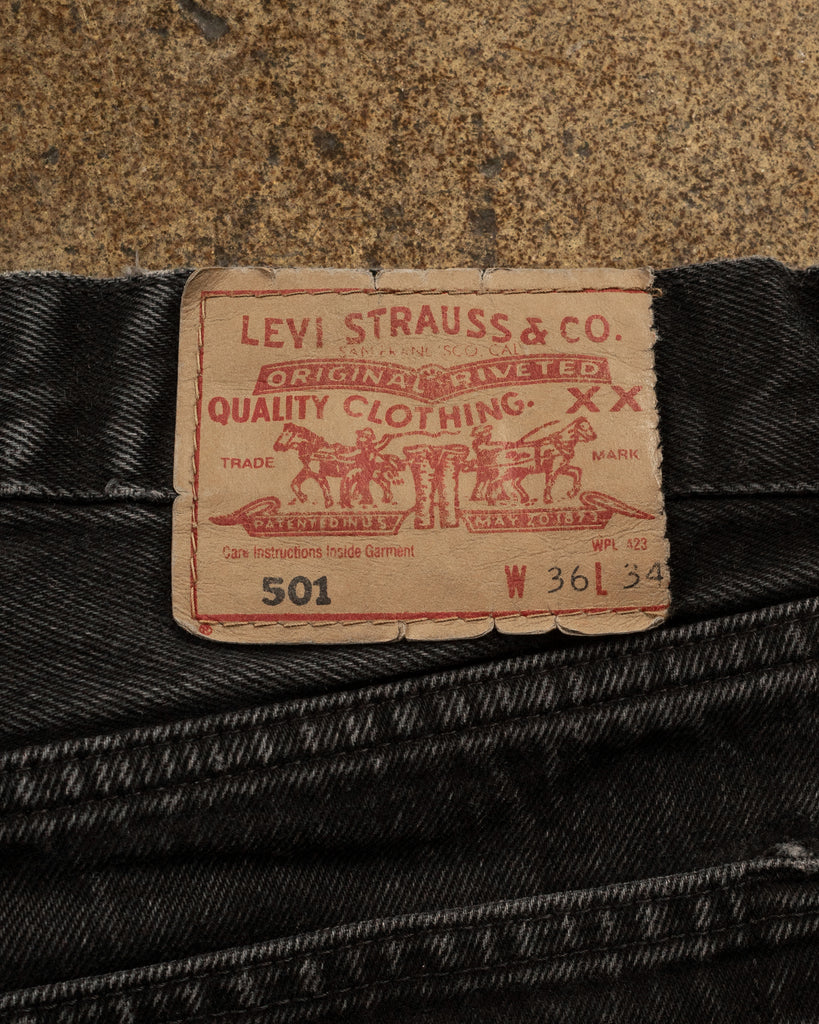 LEVI STRAUSS & CO.
SAN FRANCISCO CAL
ORIGINAL RIVETED
QUALITY CLOTHING. XX
TRADE MARK
PATENTED IN U.S. MAY 20 1873
Care Instructions Inside Garment WPL 423
501 W 36 L 34
®